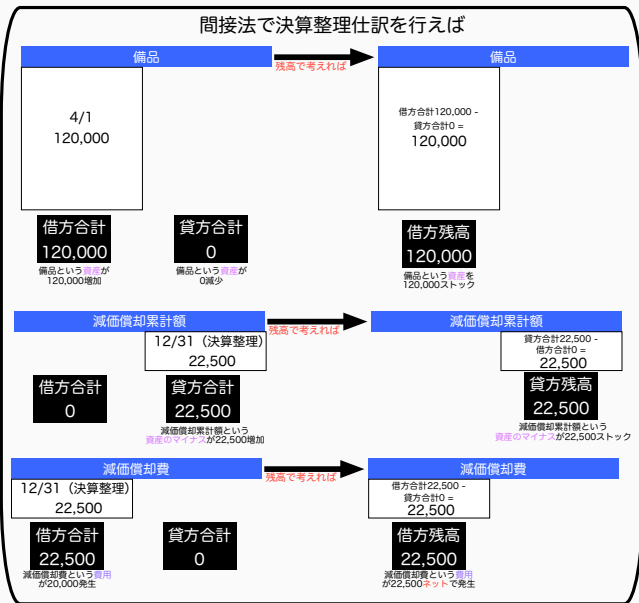 間接法で決算整理仕訳を行えば
備品
残高で考えれば
備品
4/1
120,000
借方合計120,000 -
貸方合計0 =
120,000
借方合計
120,000
備品という資産が
120,000増加
貸方合計
0
備品という資産が
0減少
借方残高
120,000
備品という資産を
120,000ストック
減価償却累計額
残高で考えれば
減価償却累計額
12/31（決算整理）
22,500
貸方合計22,500 -
借方合計0 =
22,500
借方合計
0
貸方合計
22,500
減価償却累計額という
資産のマイナスが22,500増加
貸方残高
22,500
減価償却累計額という
資産のマイナスが22,500ストック
減価償却費
残高で考えれば
減価償却費
12/31（決算整理）
22,500
借方合計22,500 -
貸方合計0 =
22,500
借方合計
22,500
減価償却費という費用
が20,000発生
貸方合計
0
借方残高
22,500
減価償却費という費用
が22,500ネットで発生